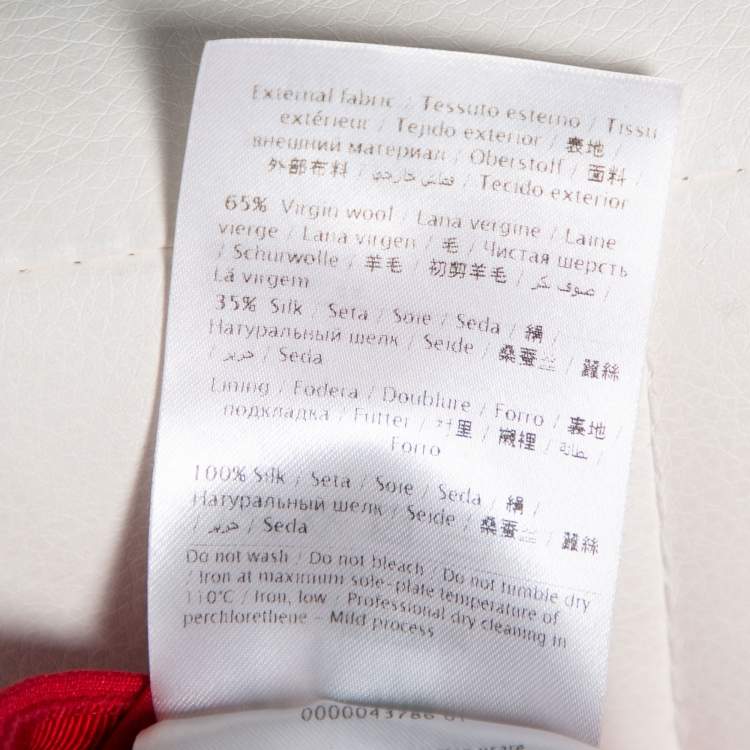 External fabric / Tessuto esterno / Tissu
extérieur / Tejido exterior / 表地 /
внешний материал / Oberstoff / 面料 /
外部布料 / قماش خارجي / Tecido exterior
65% Virgin wool / Lana vergine / Laine
vierge / Lana virgen / 毛 / Чистая шерсть
/ Schurwolle / 羊毛 / 初剪羊毛 / صوف بكر /
Lã virgem
35% Silk / Seta / Soie / Seda / 絹 /
Натуральный шелк / Seide / 桑蚕丝 / 蠶絲
/ حرير / Seda
Lining / Fodera / Doublure / Forro / 裏地 /
подкладка / Futter / 衬里 / 襯裡 / بطانة /
Forro
100% Silk / Seta / Soie / Seda / 絹 /
Натуральный шелк / Seide / 桑蚕丝 / 蠶絲
/ حرير / Seda
Do not wash / Do not bleach / Do not tumble dry
/ Iron at maximum sole-plate temperature of
110°C / Iron, low / Professional dry cleaning in
perchlorethene – Mild process
0000043786